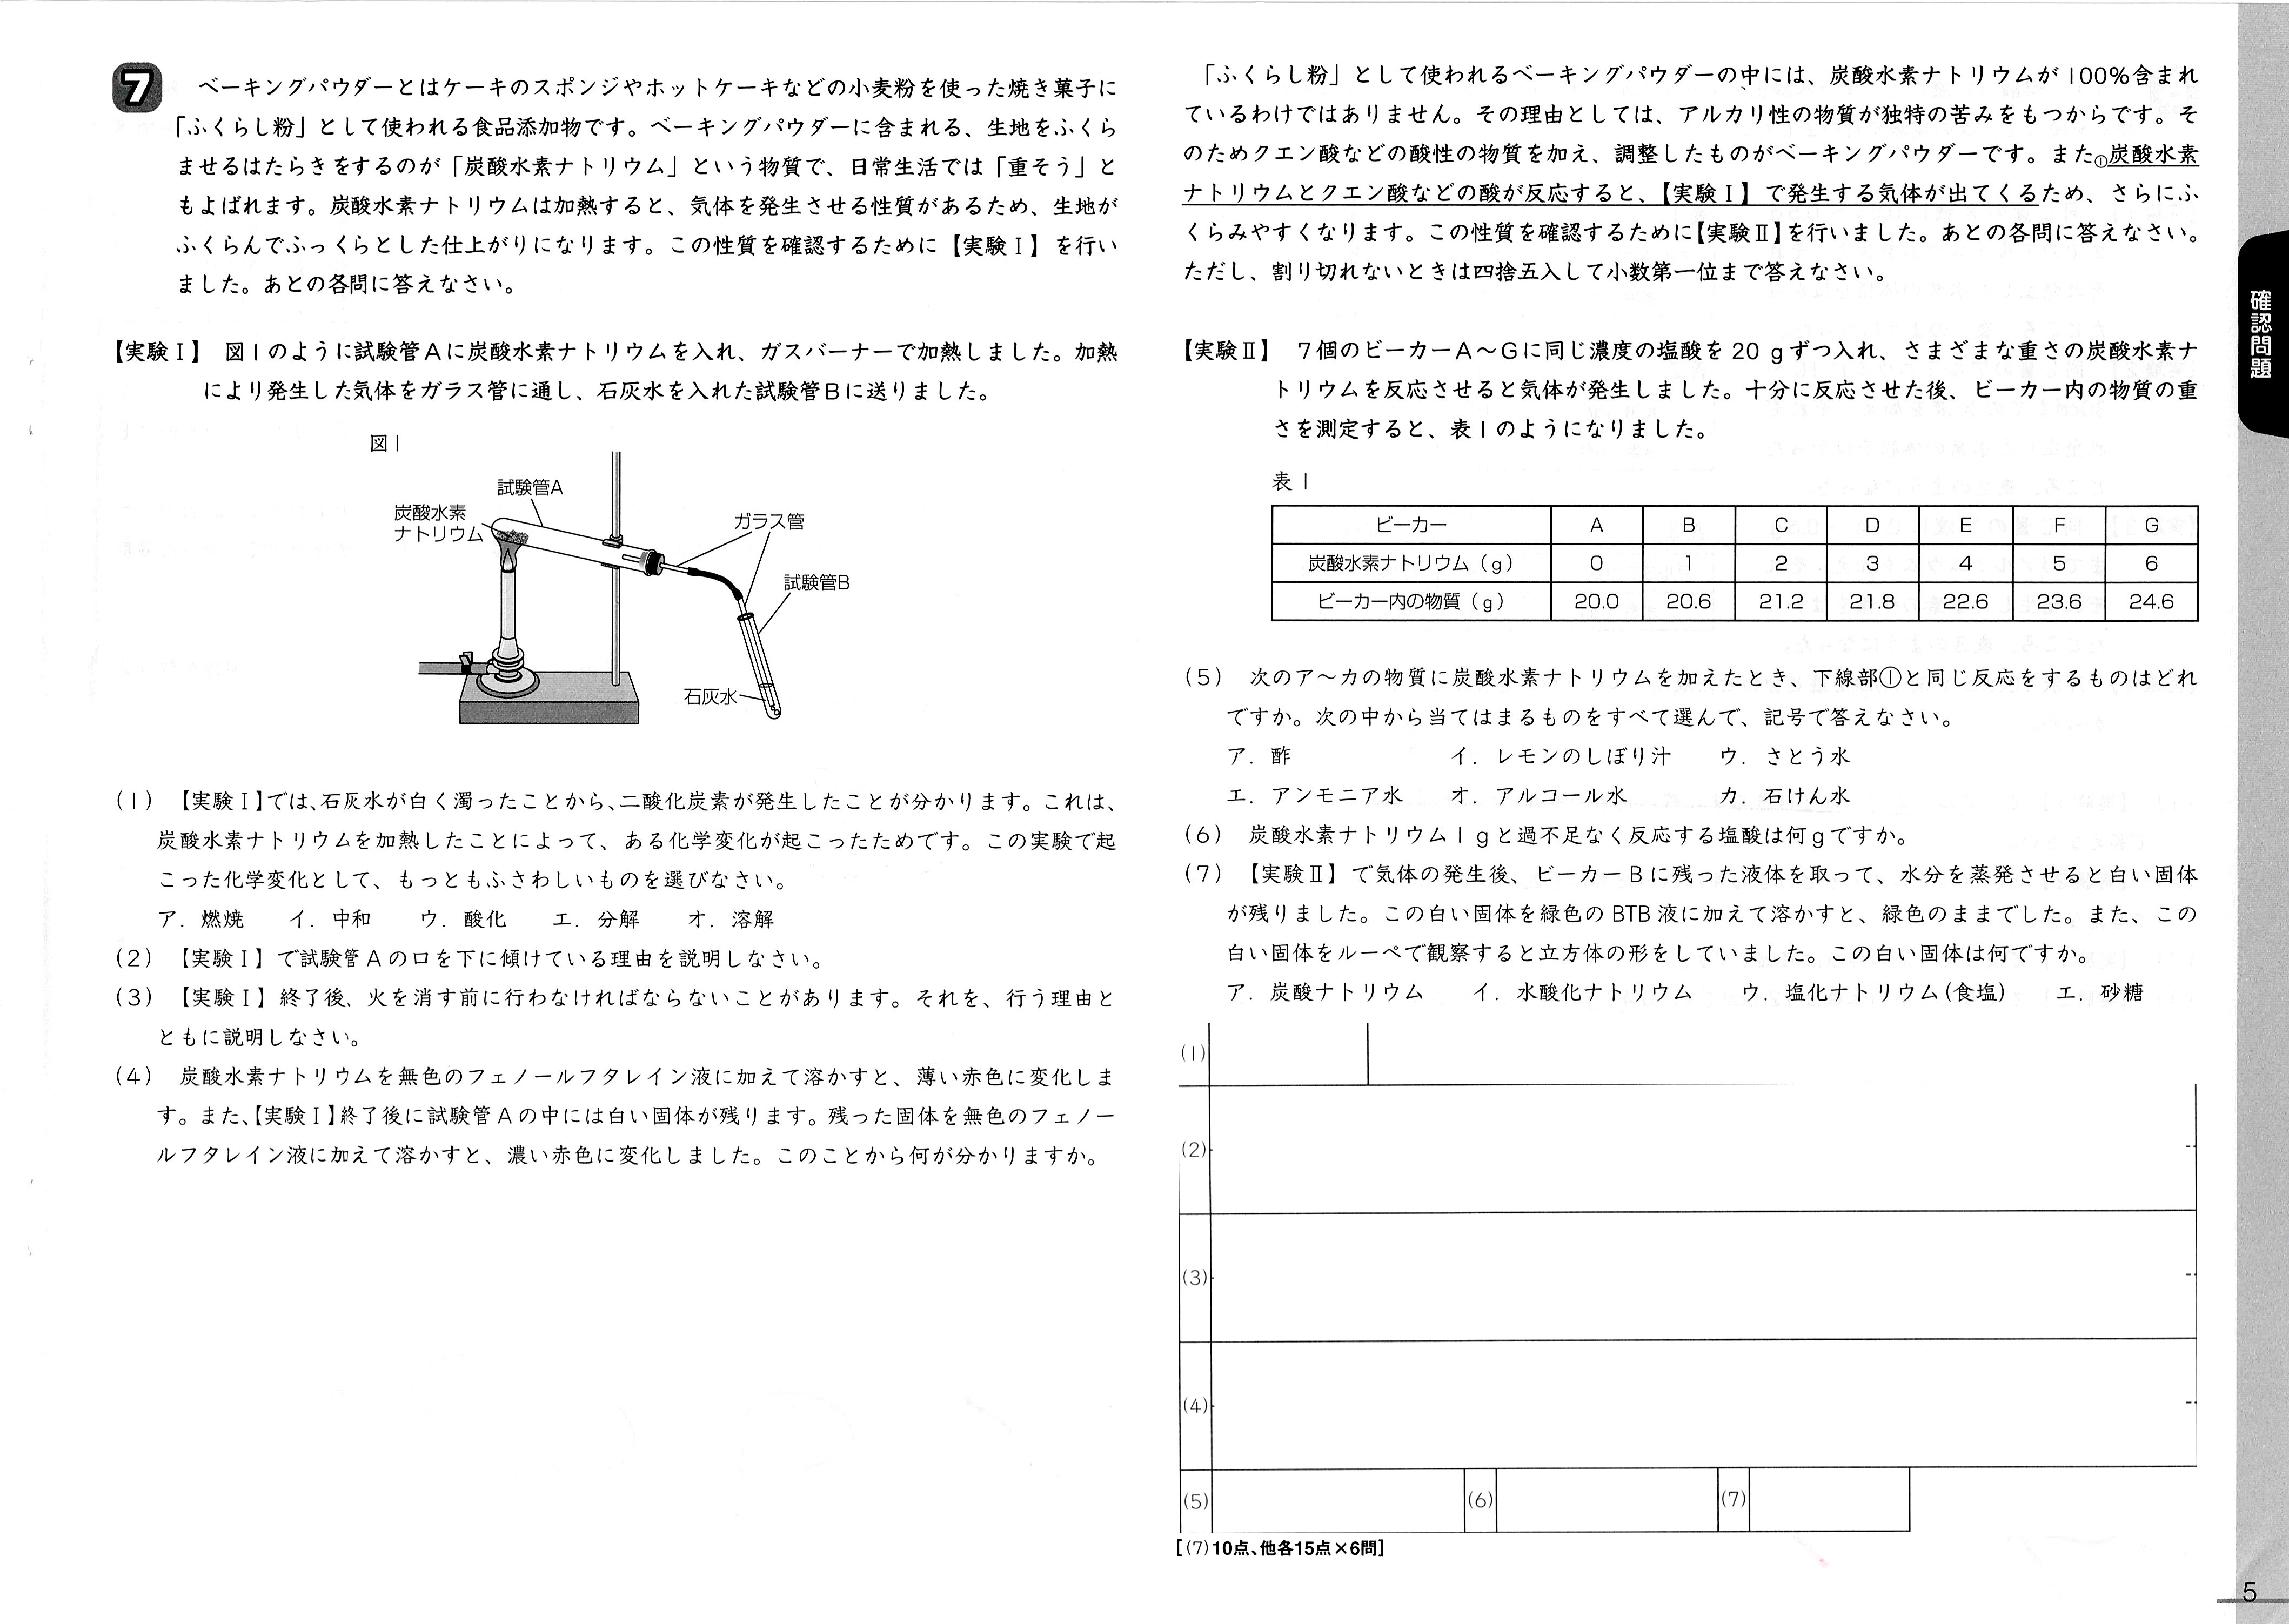 7 ベーキングパウダーとはケーキのスポンジやホットケーキなどの小麦粉を使った焼き菓子に
「ふくらし粉」として使われる食品添加物です。ベーキングパウダーに含まれる、生地をふくら
ませるはたらきをするのが「炭酸水素ナトリウム」という物質で、日常生活では「重そう」と
もよばれます。炭酸水素ナトリウムは加熱すると、気体を発生させる性質があるため、生地が
ふくらんでふっくらとした仕上がりになります。この性質を確認するために【実験Ⅰ】を行い
ました。あとの各問に答えなさい。
【実験Ⅰ】 図1のように試験管Aに炭酸水素ナトリウムを入れ、ガスバーナーで加熱しました。加熱
により発生した気体をガラス管に通し、石灰水を入れた試験管Bに送りました。
図1
試験管A
炭酸水素
ナトリウム
ガラス管
試験管B
石灰水
(1) 【実験Ⅰ】では、石灰水が白く濁ったことから、二酸化炭素が発生したことが分かります。これは、
炭酸水素ナトリウムを加熱したことによって、ある化学変化が起こったためです。この実験で起
こった化学変化として、もっともふさわしいものを選びなさい。
ア．燃焼 イ．中和 ウ．酸化 エ．分解 オ．溶解
(2) 【実験Ⅰ】で試験管Aの口を下に傾けている理由を説明しなさい。
(3) 【実験Ⅰ】終了後、火を消す前に行わなければならないことがあります。それを、行う理由と
ともに説明しなさい。
(4) 炭酸水素ナトリウムを無色のフェノールフタレイン液に加えて溶かすと、薄い赤色に変化しま
す。また、【実験Ⅰ】終了後に試験管Aの中には白い固体が残ります。残った固体を無色のフェノー
ルフタレイン液に加えて溶かすと、濃い赤色に変化しました。このことから何が分かりますか。
「ふくらし粉」として使われるベーキングパウダーの中には、炭酸水素ナトリウムが100%含まれ
ているわけではありません。その理由としては、アルカリ性の物質が独特の苦みをもつからです。そ
のためクエン酸などの酸性の物質を加え、調整したものがベーキングパウダーです。また①炭酸水素
ナトリウムとクエン酸などの酸が反応すると、【実験Ⅰ】で発生する気体が出てくるため、さらにふ
くらみやすくなります。この性質を確認するために【実験Ⅱ】を行いました。あとの各問に答えなさい。
ただし、割り切れないときは四捨五入して小数第一位まで答えなさい。
【実験Ⅱ】 7個のビーカーA～Gに同じ濃度の塩酸を20gずつ入れ、さまざまな重さの炭酸水素ナ
トリウムを反応させると気体が発生しました。十分に反応させた後、ビーカー内の物質の重
さを測定すると、表1のようになりました。
表1
ビーカー A B C D E F G
炭酸水素ナトリウム（g） 0 1 2 3 4 5 6
ビーカー内の物質（g） 20.0 20.6 21.2 21.8 22.6 23.6 24.6
(5) 次のア～カの物質に炭酸水素ナトリウムを加えたとき、下線部①と同じ反応をするものはどれ
ですか。次の中から当てはまるものをすべて選んで、記号で答えなさい。
ア．酢 イ．レモンのしぼり汁 ウ．さとう水
エ．アンモニア水 オ．アルコール水 カ．石けん水
(6) 炭酸水素ナトリウム1gと過不足なく反応する塩酸は何gですか。
(7) 【実験Ⅱ】で気体の発生後、ビーカーBに残った液体を取って、水分を蒸発させると白い固体
が残りました。この白い固体を緑色のBTB液に加えて溶かすと、緑色のままでした。また、この
白い固体をルーペで観察すると立方体の形をしていました。この白い固体は何ですか。
ア．炭酸ナトリウム イ．水酸化ナトリウム ウ．塩化ナトリウム(食塩) エ．砂糖
(1)
(2)
(3)
(4)
(5) (6) (7)
[(7)10点、他各15点×6問]
確認問題
5